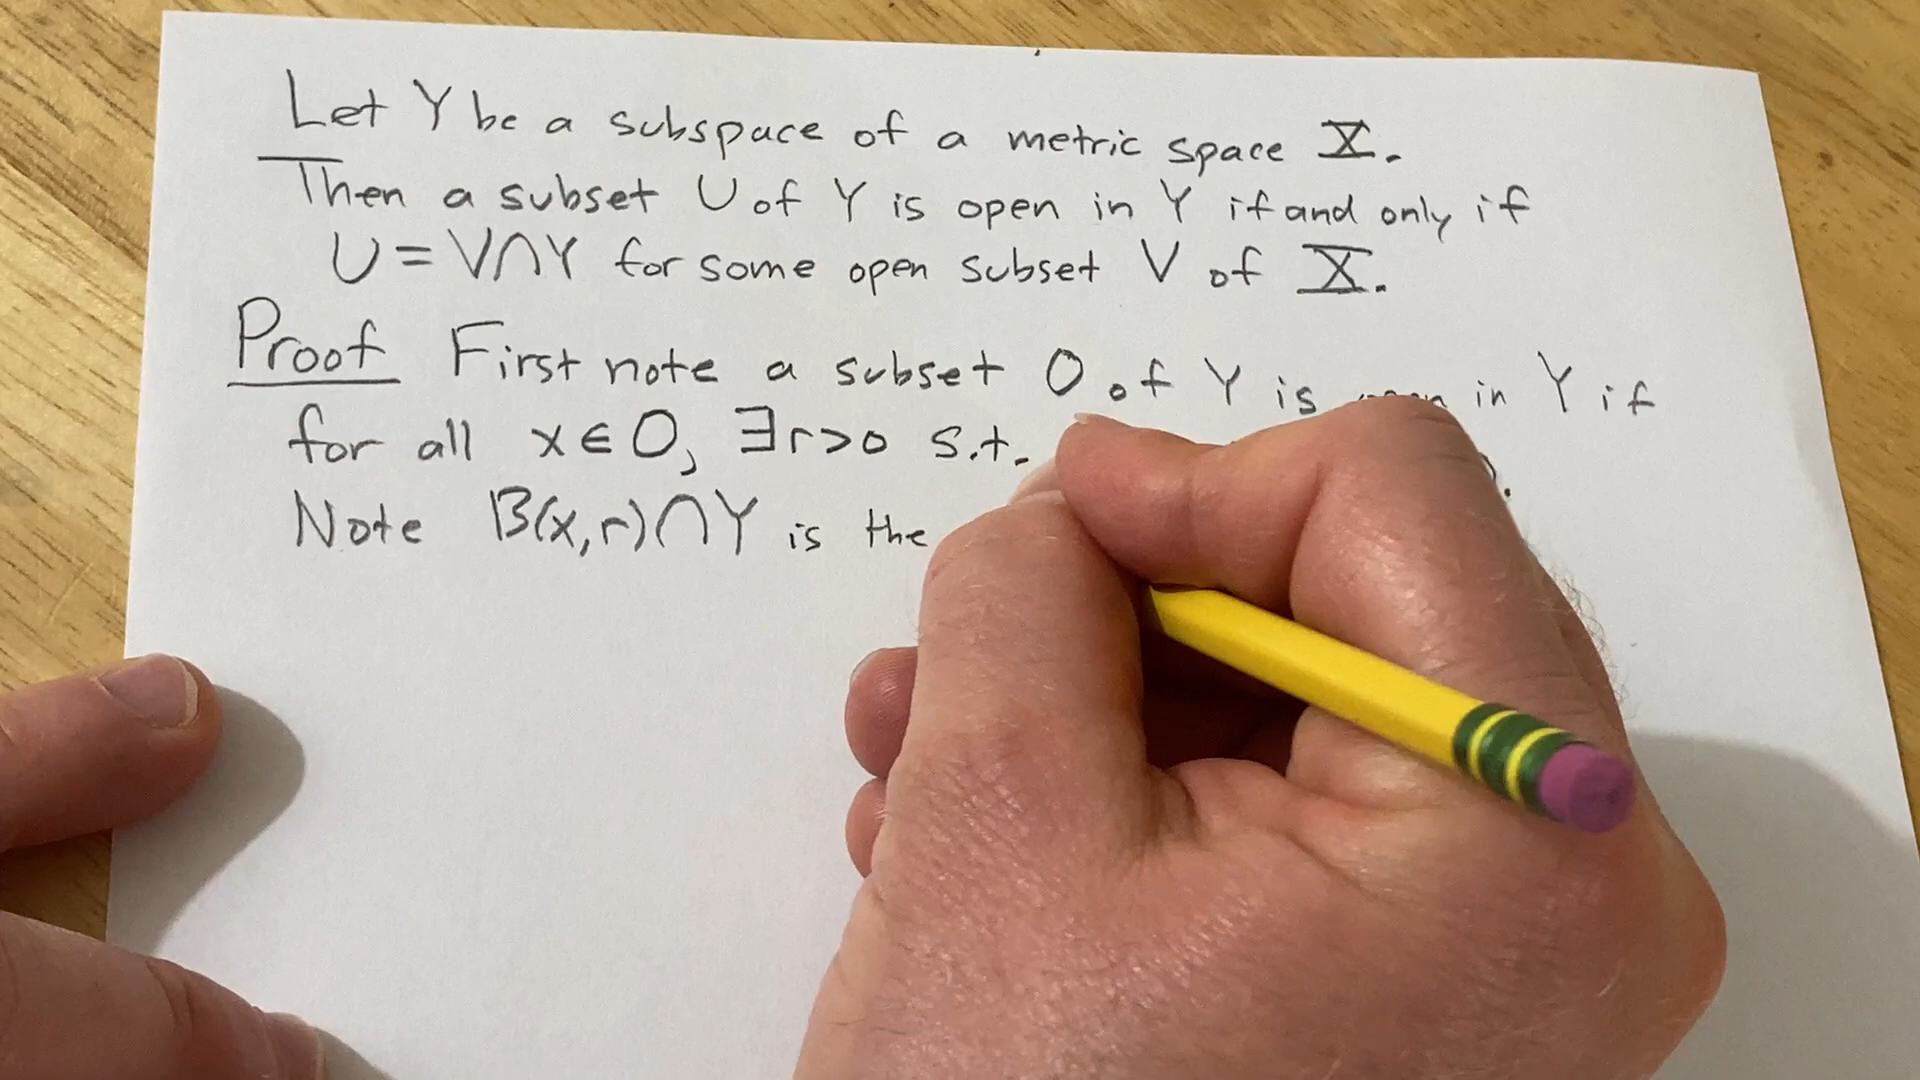 Let Y be a subspace of a metric space X.
Then a subset U of Y is open in Y if and only if
U = V∩Y for some open subset V of X.
Proof First note a subset O of Y is in Y if
for all x ∈ O, ∃r>0 s.t.
Note B(x,r)∩Y is the